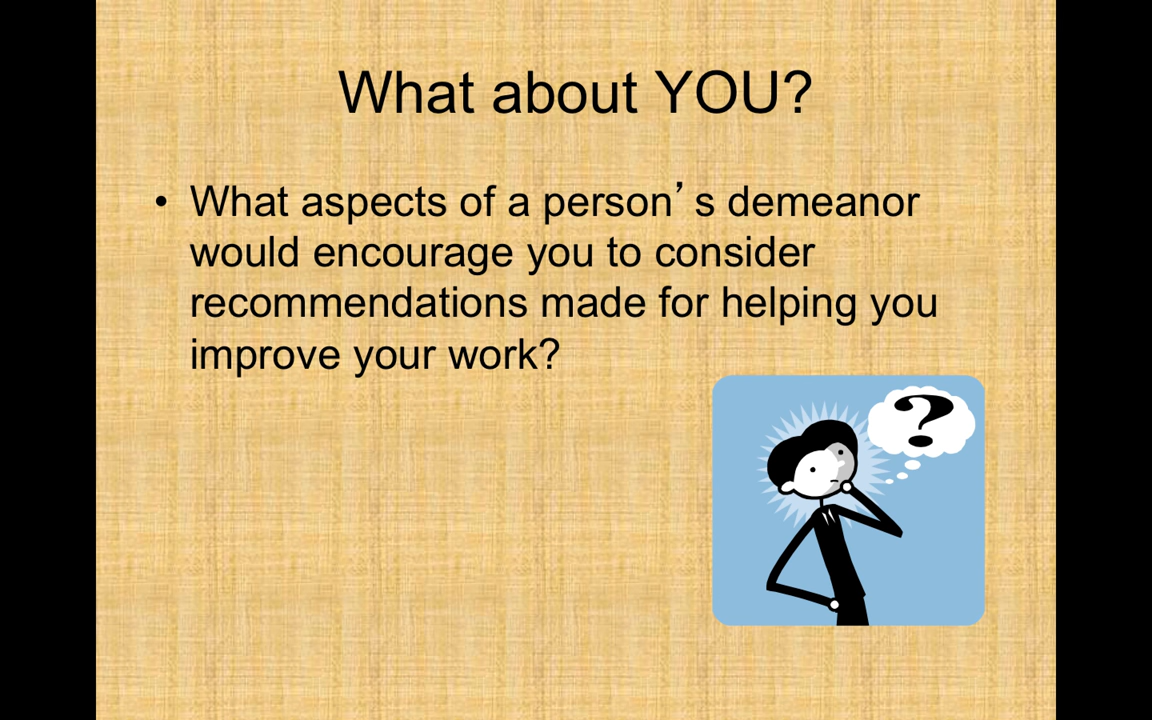 What about YOU?
• What aspects of a person’s demeanor
would encourage you to consider
recommendations made for helping you
improve your work?
?